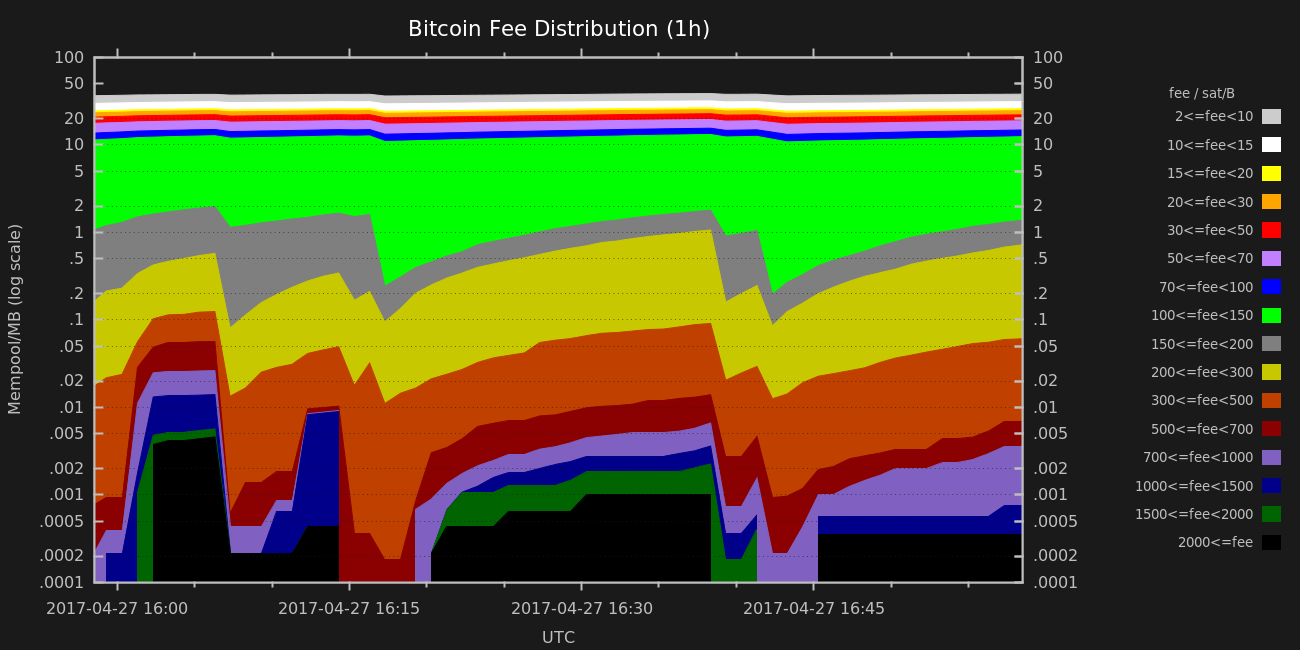 Bitcoin Fee Distribution (1h)
100
50
20
10
5
2
1
.5
.2
.1
.05
.02
.01
.005
.002
.001
.0005
.0002
.0001
Mempool/MB (log scale)
100
50
20
10
5
2
1
.5
.2
.1
.05
.02
.01
.005
.002
.001
.0005
.0002
.0001
2017-04-27 16:00
2017-04-27 16:15
2017-04-27 16:30
2017-04-27 16:45
UTC
fee / sat/B
2<=fee<10
10<=fee<15
15<=fee<20
20<=fee<30
30<=fee<50
50<=fee<70
70<=fee<100
100<=fee<150
150<=fee<200
200<=fee<300
300<=fee<500
500<=fee<700
700<=fee<1000
1000<=fee<1500
1500<=fee<2000
2000<=fee